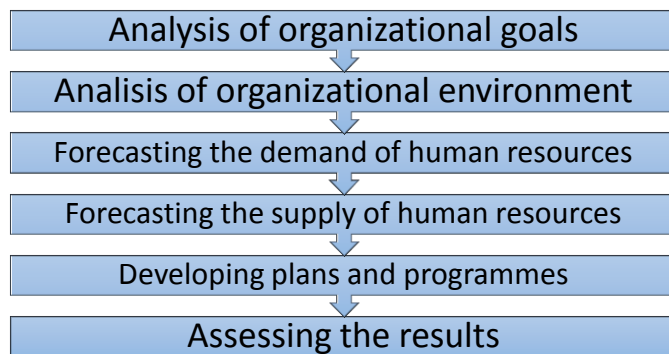 Analysis of organizational goals
Analisis of organizational environment
Forecasting the demand of human resources
Forecasting the supply of human resources
Developing plans and programmes
Assessing the results